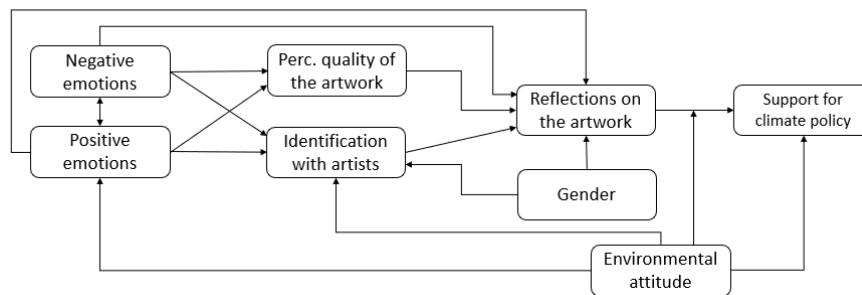 Negative
emotions
Perc. quality of
the artwork
Reflections on
the artwork
Support for
climate policy
Positive
emotions
Identification
with artists
Gender
Environmental
attitude